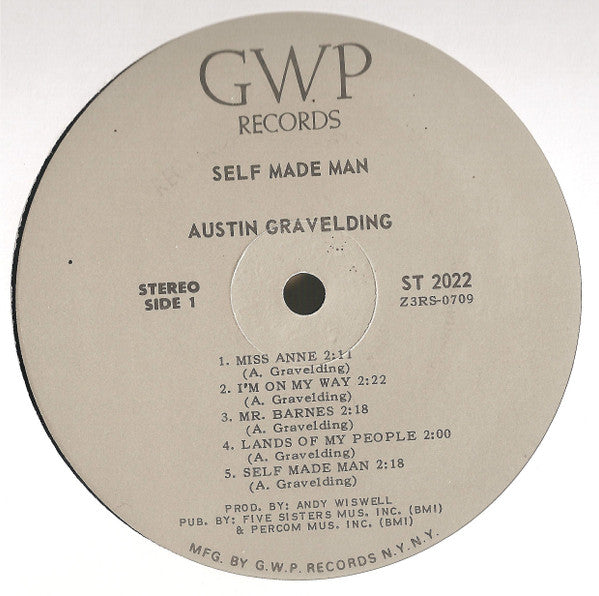 G.W.P
RECORDS
SELF MADE MAN
AUSTIN GRAVELDING
STEREO
SIDE 1
ST 2022
Z3RS-0709
1. MISS ANNE 2:11
(A. Gravelding)
2. I'M ON MY WAY 2:22
(A. Gravelding)
3. MR. BARNES 2:18
(A. Gravelding)
4. LANDS OF MY PEOPLE 2:00
(A. Gravelding)
5. SELF MADE MAN 2:18
(A. Gravelding)
PROD. BY: ANDY WISWELL
PUB. BY: FIVE SISTERS MUS. INC. (BMI)
& PERCOM MUS. INC. (BMI)
MFG. BY G.W.P. RECORDS N.Y. N.Y.